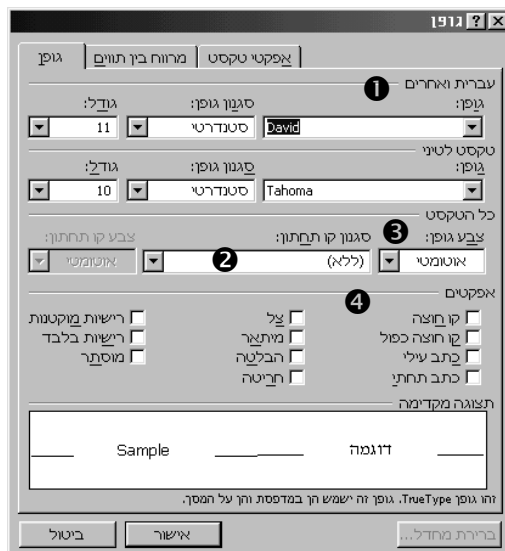 גופן
גופן	מרווח בין תווים	אפקטי טקסט
עברית ואחרים ❶
גופן:	סגנון גופן:	גודל:
David	סטנדרטי	11
טקסט לטיני
גופן:	סגנון גופן:	גודל:
Tahoma	סטנדרטי	10
כל הטקסט
צבע גופן: ❸	סגנון קו תחתון:	צבע קו תחתון:
אוטומטי	(ללא) ❷	אוטומטי
אפקטים ❹
קו חוצה	צל	רישיות מוקטנות
קו חוצה כפול	מיתאר	רישיות בלבד
כתב עילי	הבלטה	מוסתר
כתב תחתי	חריטה
תצוגה מקדימה
דוגמה	Sample
זהו גופן TrueType. גופן זה ישמש הן במדפסת והן על המסך.
ברירת מחדל...	אישור	ביטול